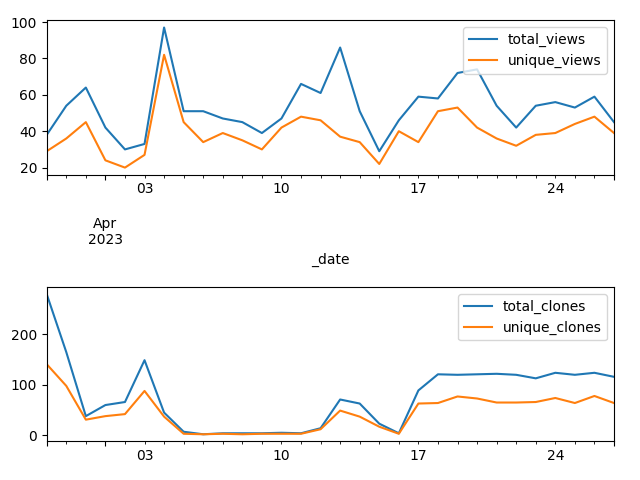 100
80
60
40
20
total_views
unique_views
03
10
17
24
Apr
2023
_date
200
100
0
total_clones
unique_clones
03
10
17
24